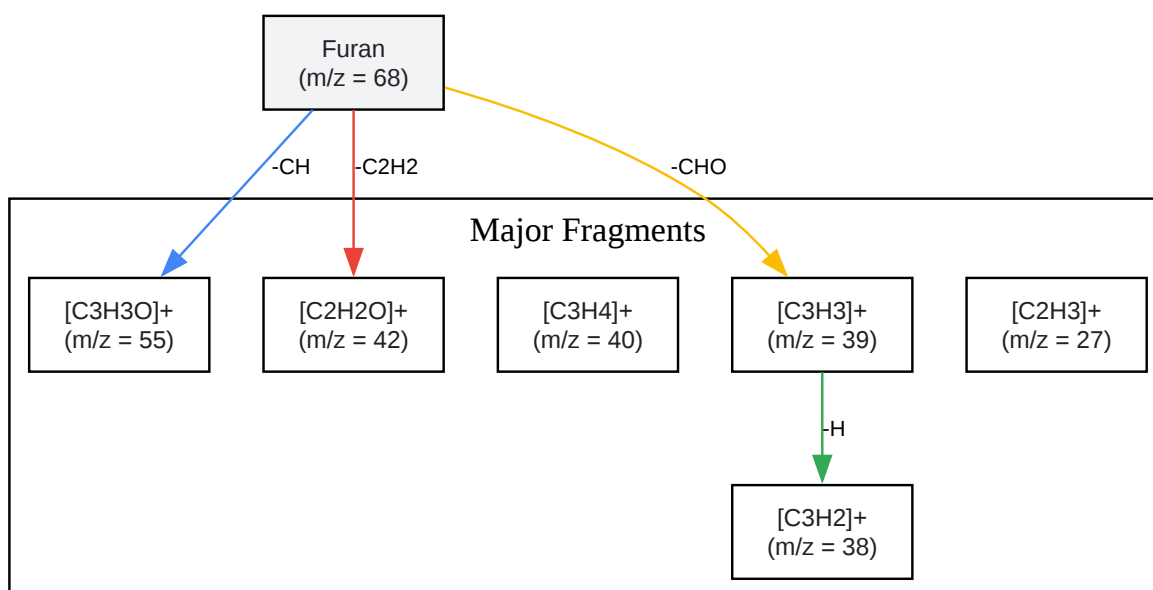 Furan
(m/z = 68)
-CH
-C2H2
-CHO
Major Fragments
[C3H3O]+
(m/z = 55)
[C2H2O]+
(m/z = 42)
[C3H4]+
(m/z = 40)
[C3H3]+
(m/z = 39)
[C2H3]+
(m/z = 27)
-H
[C3H2]+
(m/z = 38)